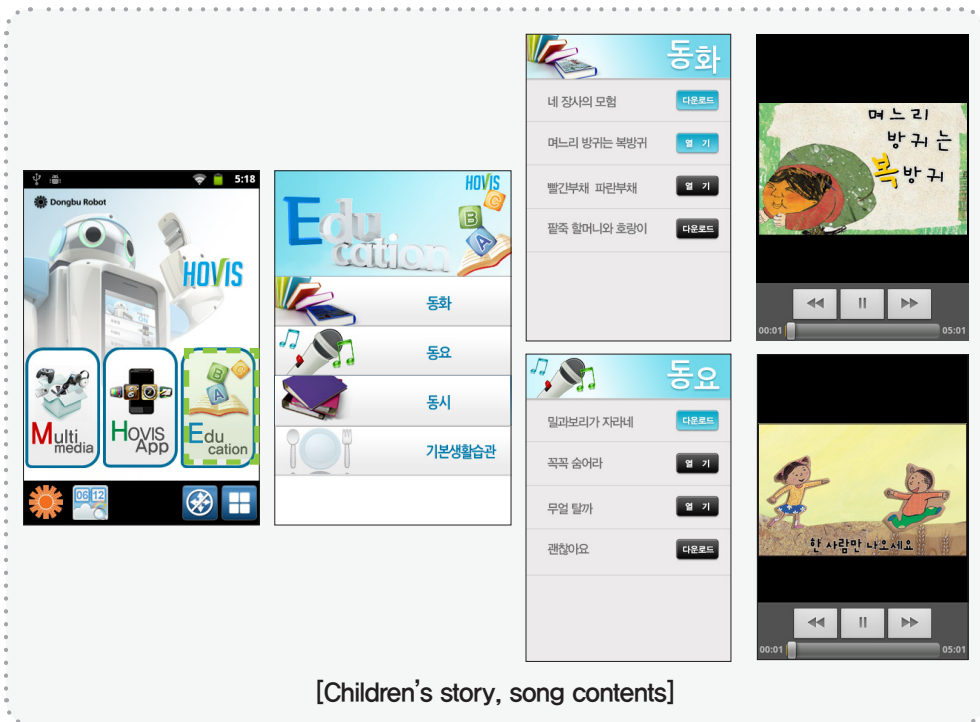 5:18
Dongbu Robot
HOVIS
Multi
media
HOVIS
App
Edu
cation
06 12
HOVIS
Edu
cation
B
C
A
동화
동요
동시
기본생활습관
동화
네 장사의 모험
다운로드
며느리 방귀는 복방귀
열 기
빨간부채 파란부채
열 기
팥죽 할머니와 호랑이
다운로드
며느리
방귀는
복방귀
00:01
05:01
동요
밀과보리가 자라네
다운로드
꼭꼭 숨어라
열 기
무얼 탈까
열 기
괜찮아요
다운로드
한 사람만 나오세요
00:01
05:01
[Children's story, song contents]